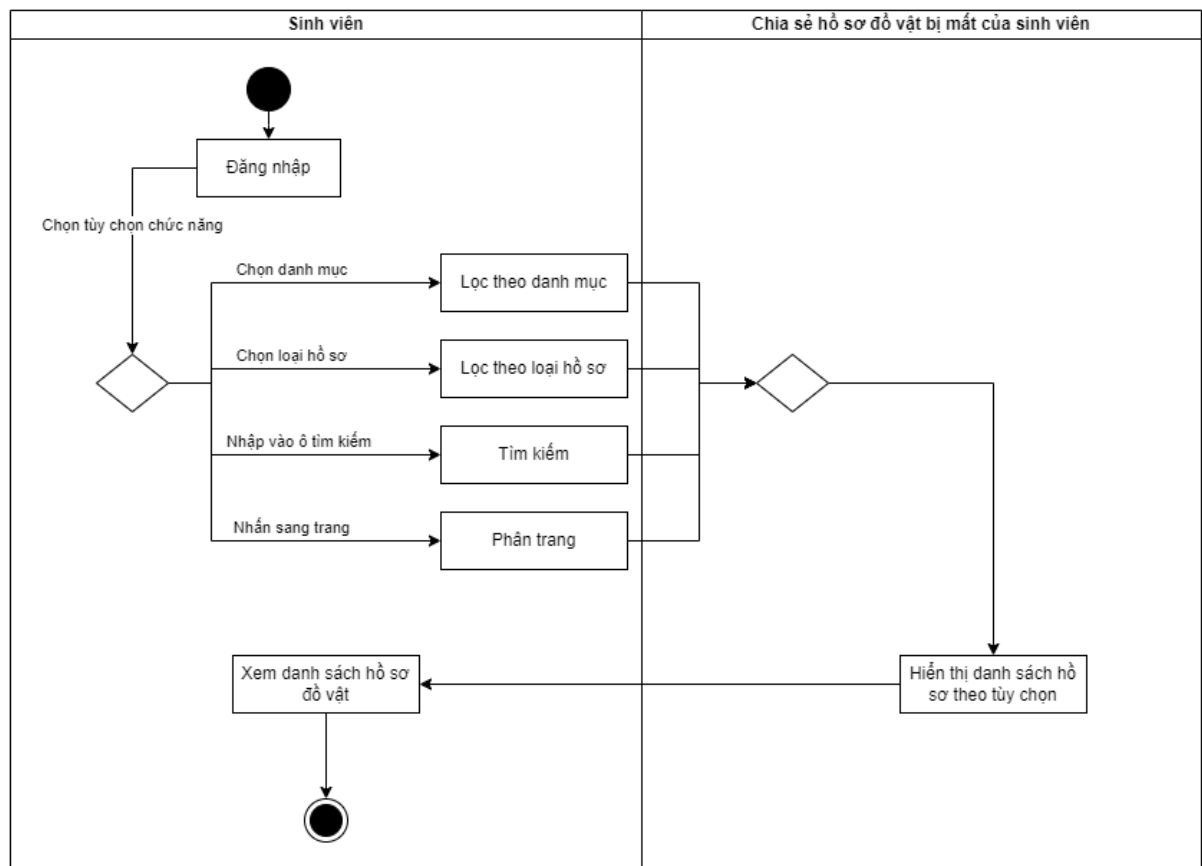 Sinh viên
Chia sẻ hồ sơ đồ vật bị mất của sinh viên
Đăng nhập
Chọn tùy chọn chức năng
Chọn danh mục
Lọc theo danh mục
Chọn loại hồ sơ
Lọc theo loại hồ sơ
Nhập vào ô tìm kiếm
Tìm kiếm
Nhấn sang trang
Phân trang
Xem danh sách hồ sơ
đồ vật
Hiển thị danh sách hồ
sơ theo tùy chọn